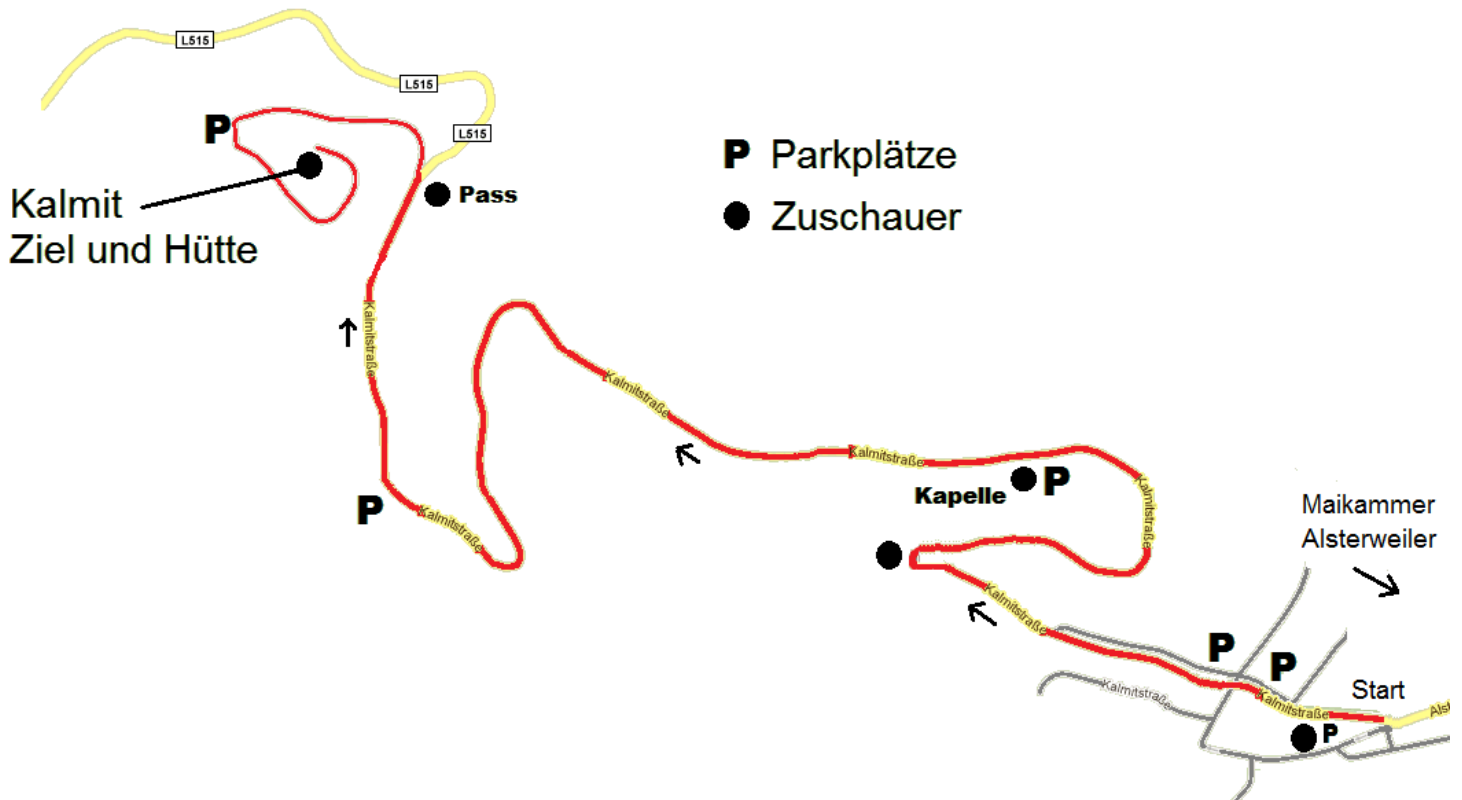 L515
L515
L515
P
Kalmit
Ziel und Hütte
Pass
P Parkplätze
Zuschauer
Kalmitstraße
Kalmitstraße
Kalmitstraße
Kapelle
P
Kalmitstraße
P
Kalmitstraße
Maikammer
Alsterweiler
Kalmitstraße
P
P
Kalmitstraße
Start
Kalmitstraße
Alst
P